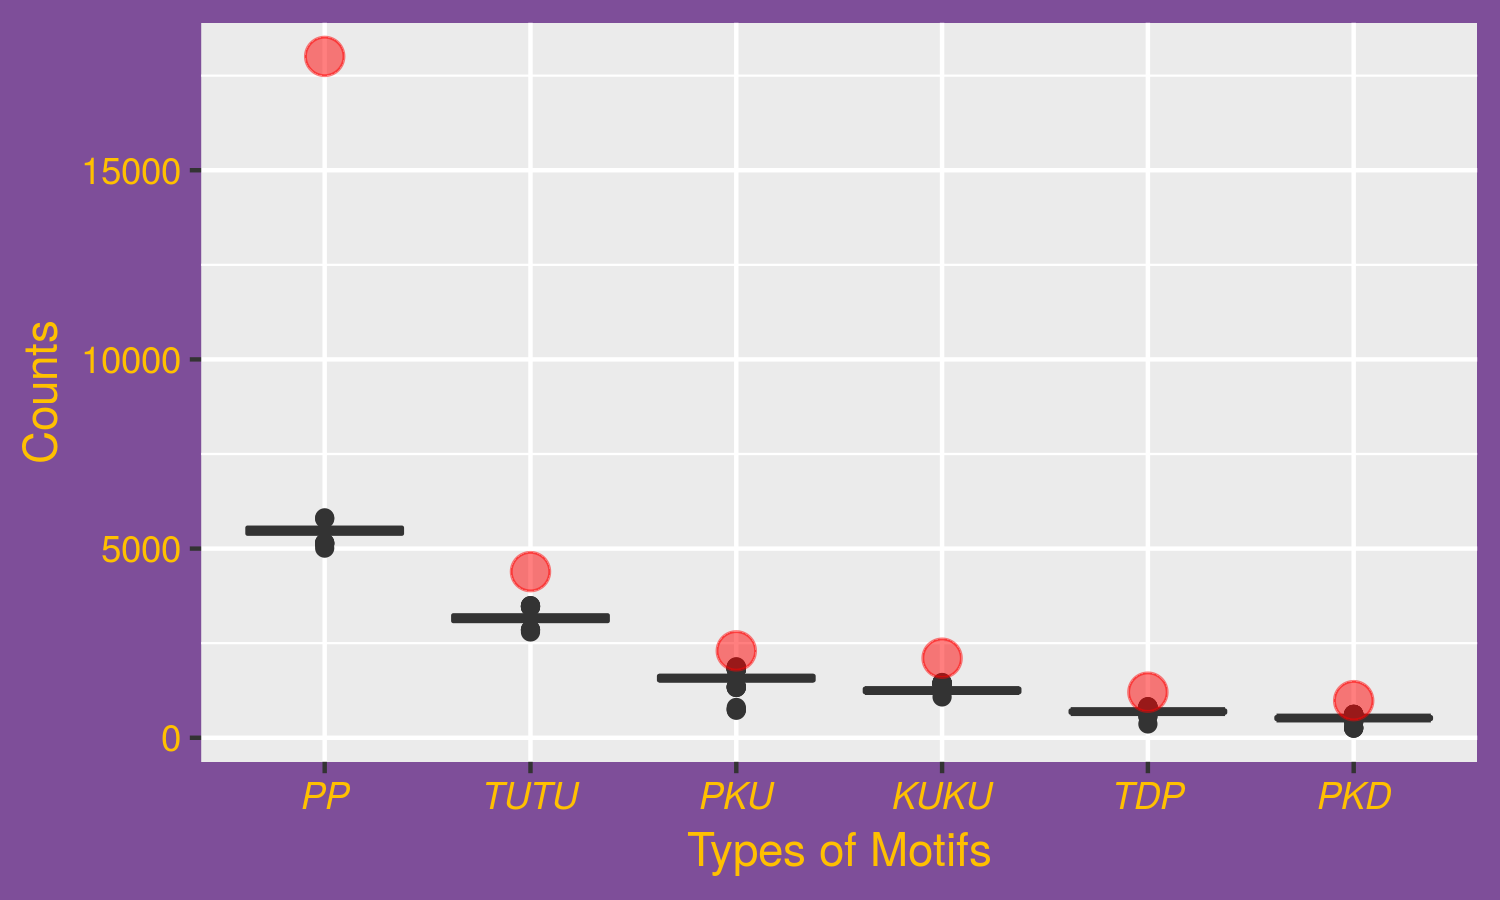 Counts
15000
10000
5000
0
PP TUTU PKU KUKU TDP PKD
Types of Motifs